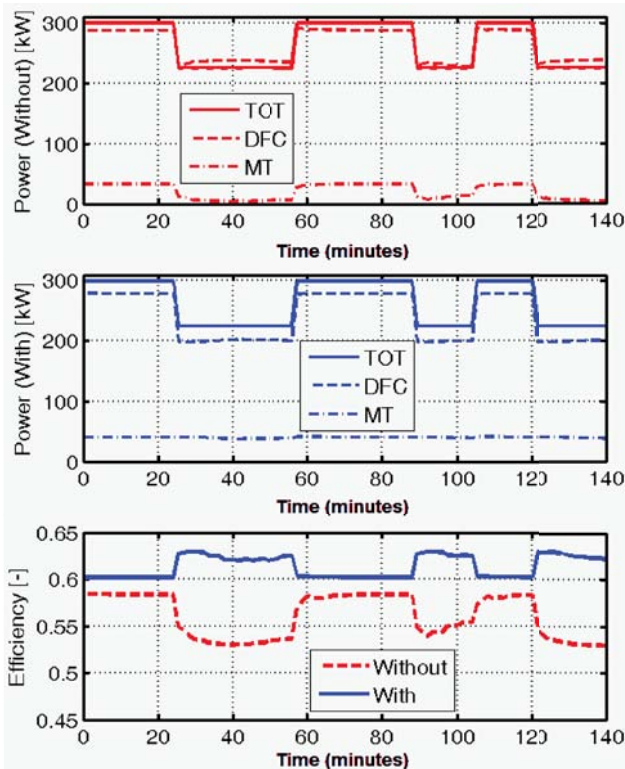 Power (Without) [kW]
300
200
100
0
TOT
DFC
MT
0 20 40 60 80 100 120 140
Time (minutes)
Power (With) [kW]
300
200
100
0
TOT
DFC
MT
0 20 40 60 80 100 120 140
Time (minutes)
Efficiency [-]
0.65
0.6
0.55
0.5
0.45
Without
With
0 20 40 60 80 100 120 140
Time (minutes)